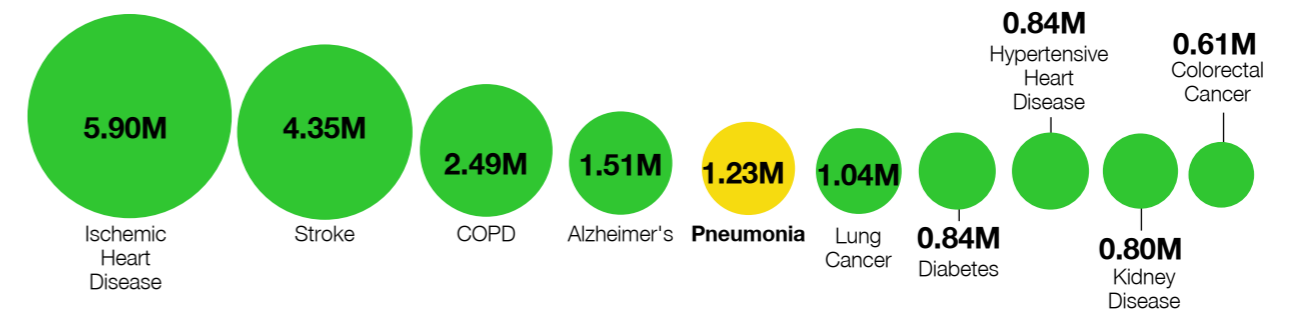 5.90M
Ischemic
Heart
Disease
4.35M
Stroke
2.49M
COPD
1.51M
Alzheimer's
1.23M
Pneumonia
1.04M
Lung
Cancer
0.84M
Diabetes
0.84M
Hypertensive
Heart
Disease
0.80M
Kidney
Disease
0.61M
Colorectal
Cancer